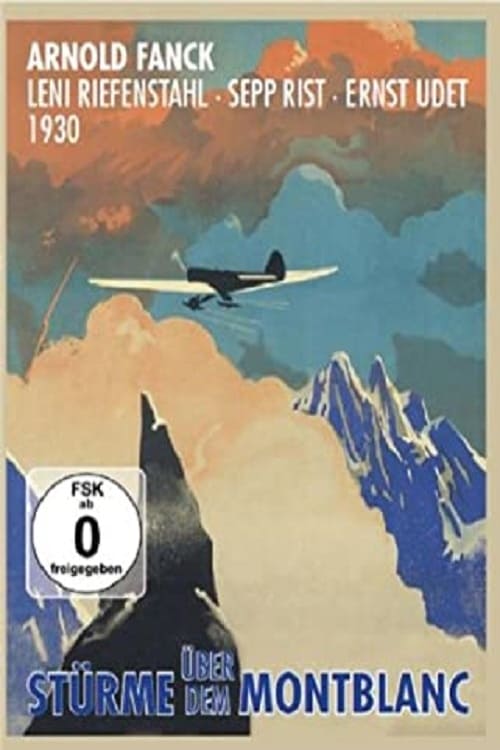 ARNOLD FANCK
LENI RIEFENSTAHL · SEPP RIST · ERNST UDET
1930
FSK
ab
0
freigegeben
STÜRME ÜBER DEM MONTBLANC